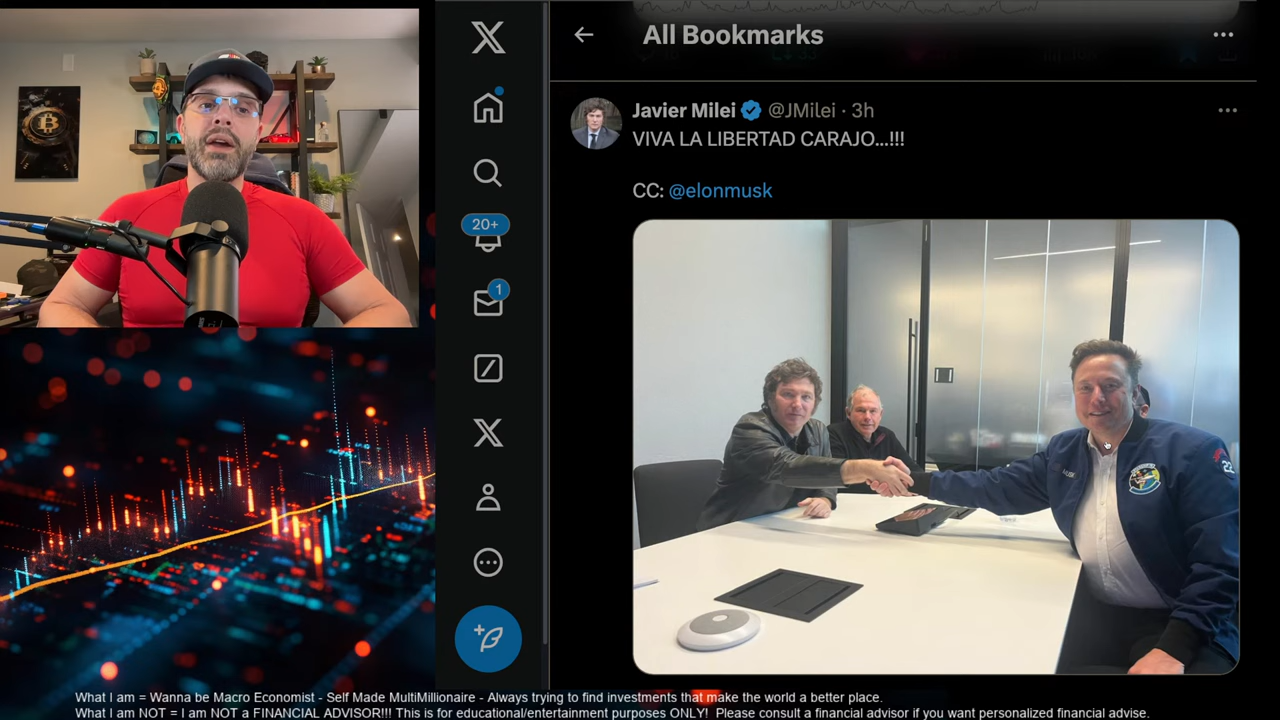 All Bookmarks
Javier Milei @JMilei · 3h
VIVA LA LIBERTAD CARAJO...!!!
CC: @elonmusk
20+
1
MUSK
22
What I am = Wanna be Macro Economist - Self Made MultiMillionaire - Always trying to find investments that make the world a better place.
What I am NOT = I am NOT a FINANCIAL ADVISOR!!! This is for educational/entertainment purposes ONLY! Please consult a financial advisor if you want personalized financial advise.